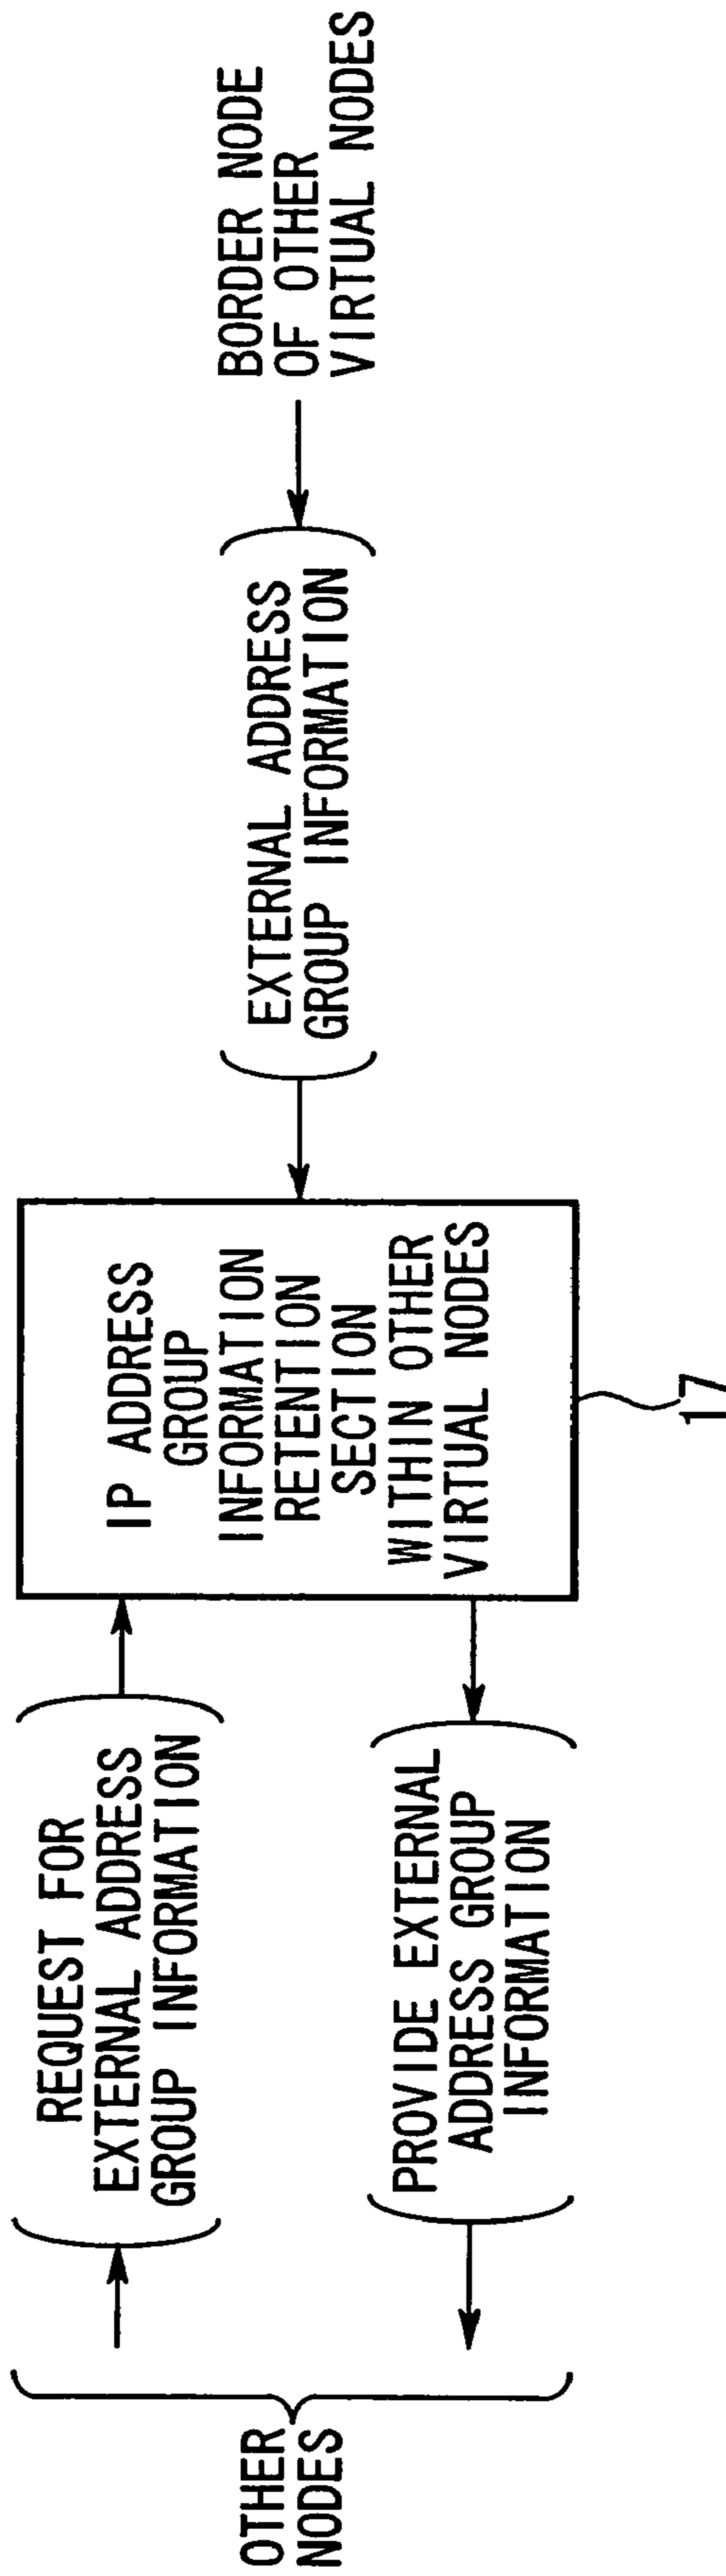 OTHER
NODES
REQUEST FOR
EXTERNAL ADDRESS
GROUP INFORMATION
PROVIDE EXTERNAL
ADDRESS GROUP
INFORMATION
IP ADDRESS
GROUP
INFORMATION
RETENTION
SECTION
WITHIN OTHER
VIRTUAL NODES
17
EXTERNAL ADDRESS
GROUP INFORMATION
BORDER NODE
OF OTHER
VIRTUAL NODES